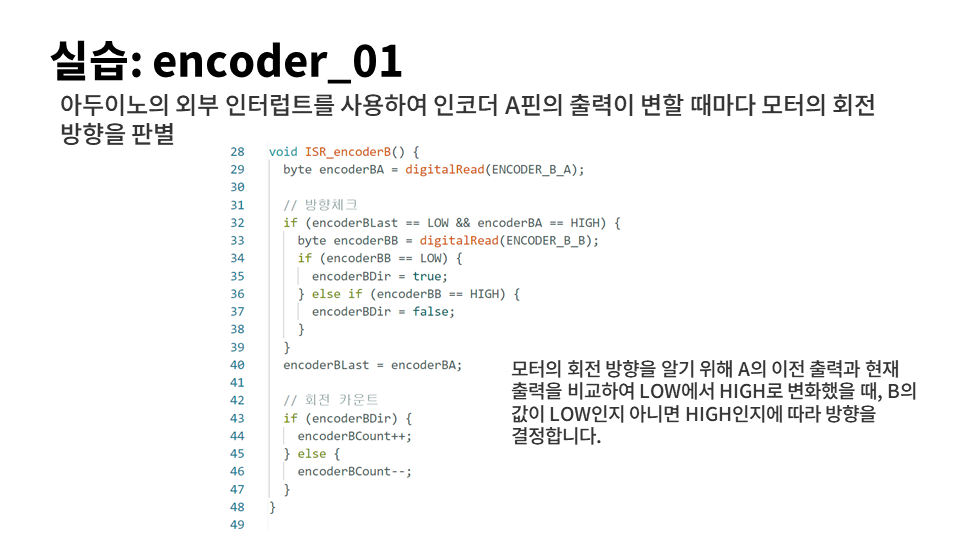 실습: encoder_01
아두이노의 외부 인터럽트를 사용하여 인코더 A핀의 출력이 변할 때마다 모터의 회전
방향을 판별
28 void ISR_encoderB() {
29   byte encoderBA = digitalRead(ENCODER_B_A);
30
31   // 방향체크
32   if (encoderBLast == LOW && encoderBA == HIGH) {
33     byte encoderBB = digitalRead(ENCODER_B_B);
34     if (encoderBB == LOW) {
35       encoderBDir = true;
36     } else if (encoderBB == HIGH) {
37       encoderBDir = false;
38     }
39   }
40   encoderBLast = encoderBA;
41
42   // 회전 카운트
43   if (encoderBDir) {
44     encoderBCount++;
45   } else {
46     encoderBCount--;
47   }
48 }
49
모터의 회전 방향을 알기 위해 A의 이전 출력과 현재
출력을 비교하여 LOW에서 HIGH로 변화했을 때, B의
값이 LOW인지 아니면 HIGH인지에 따라 방향을
결정합니다.